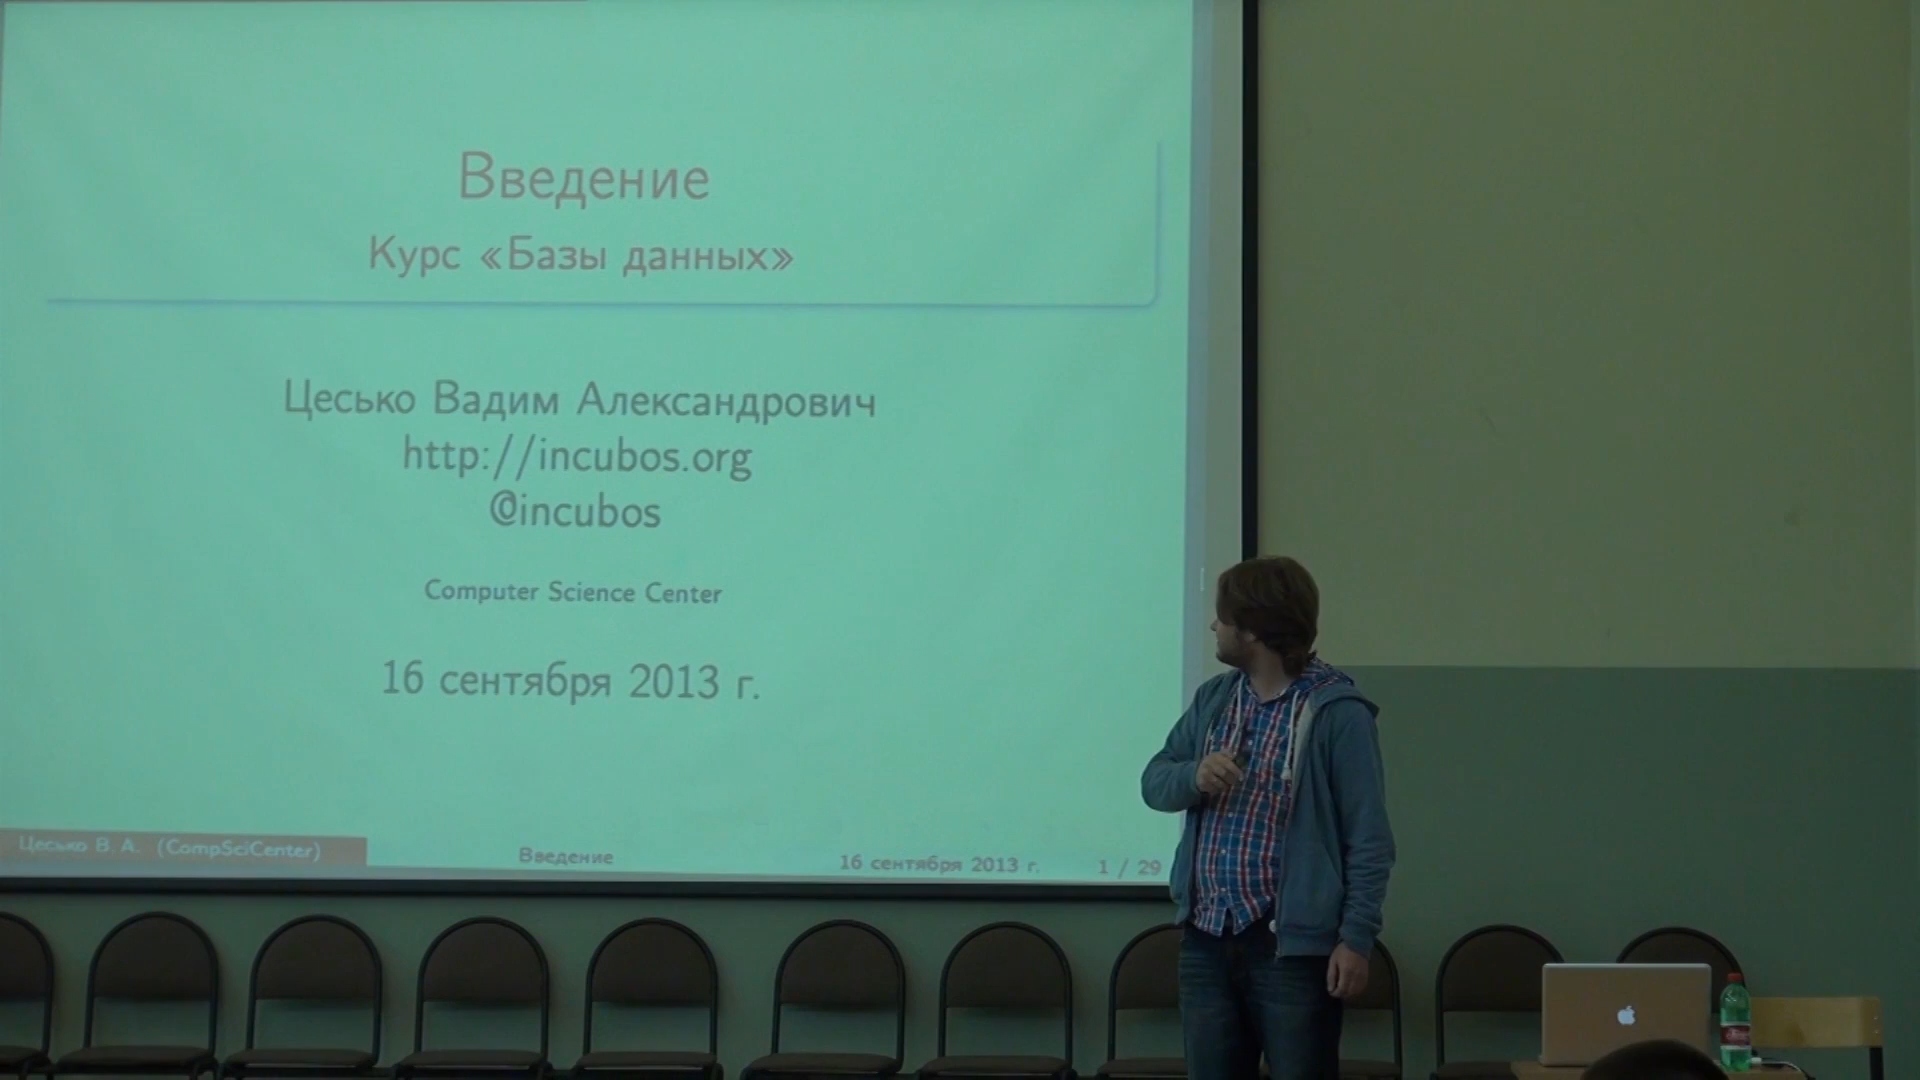 Введение
Курс «Базы данных»
Цесько Вадим Александрович
http://incubos.org
@incubos
Computer Science Center
16 сентября 2013 г.
Цесько В. А. (CompSciCenter)
Введение
16 сентября 2013 г.
1 / 29